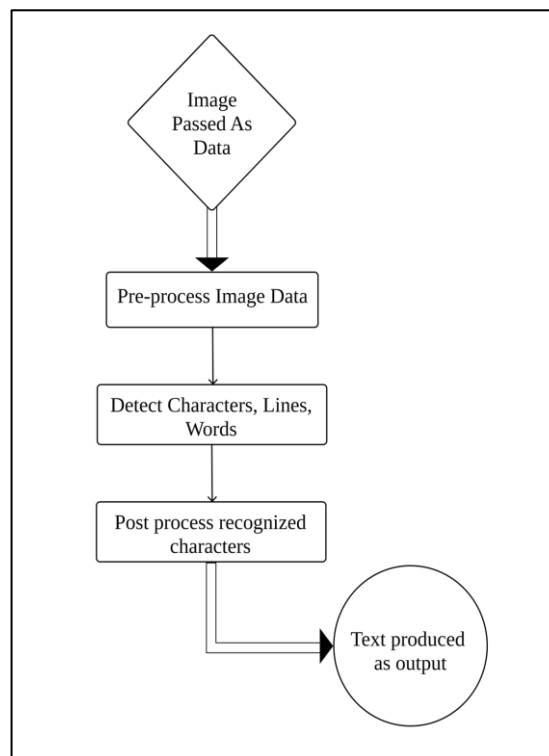 Image
Passed As
Data
Pre-process Image Data
Detect Characters, Lines,
Words
Post process recognized
characters
Text produced
as output